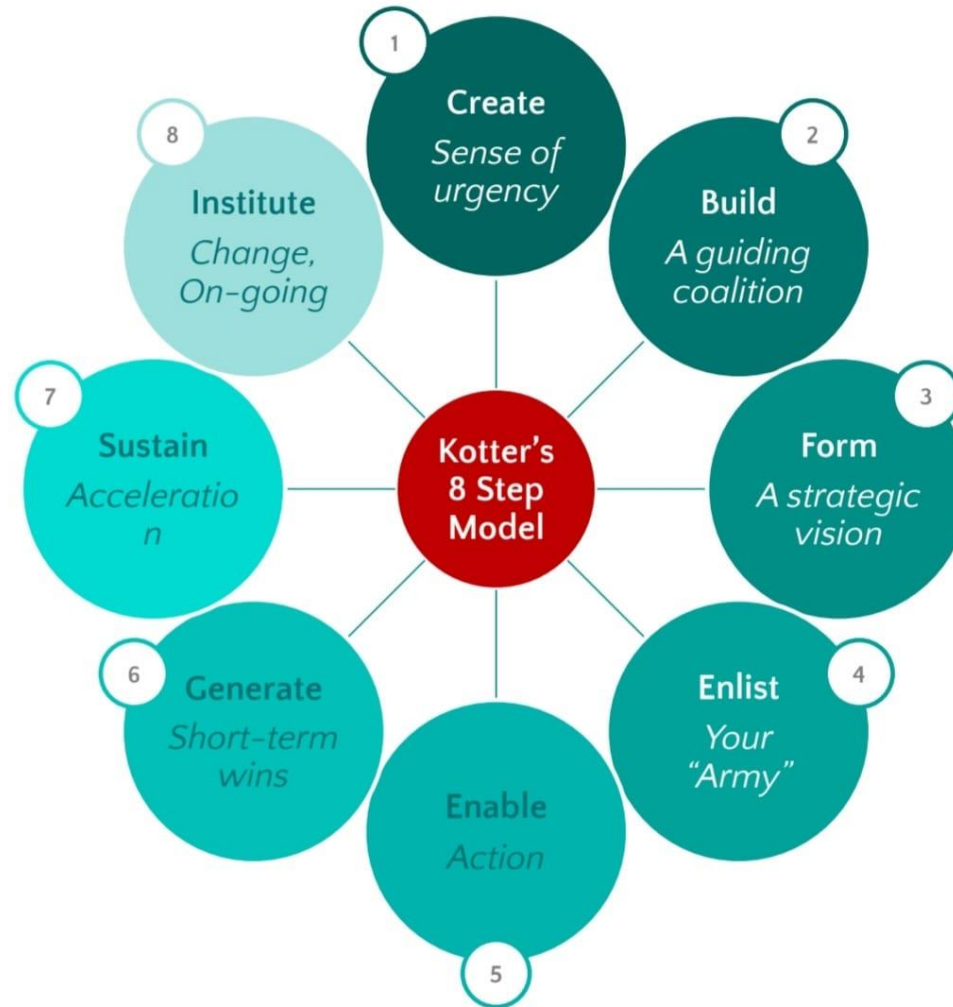 1
Create
Sense of
urgency
2
Build
A guiding
coalition
3
Form
A strategic
vision
4
Enlist
Your
“Army”
5
Enable
Action
6
Generate
Short-term
wins
7
Sustain
Acceleratio
n
8
Institute
Change,
On-going
Kotter’s
8 Step
Model